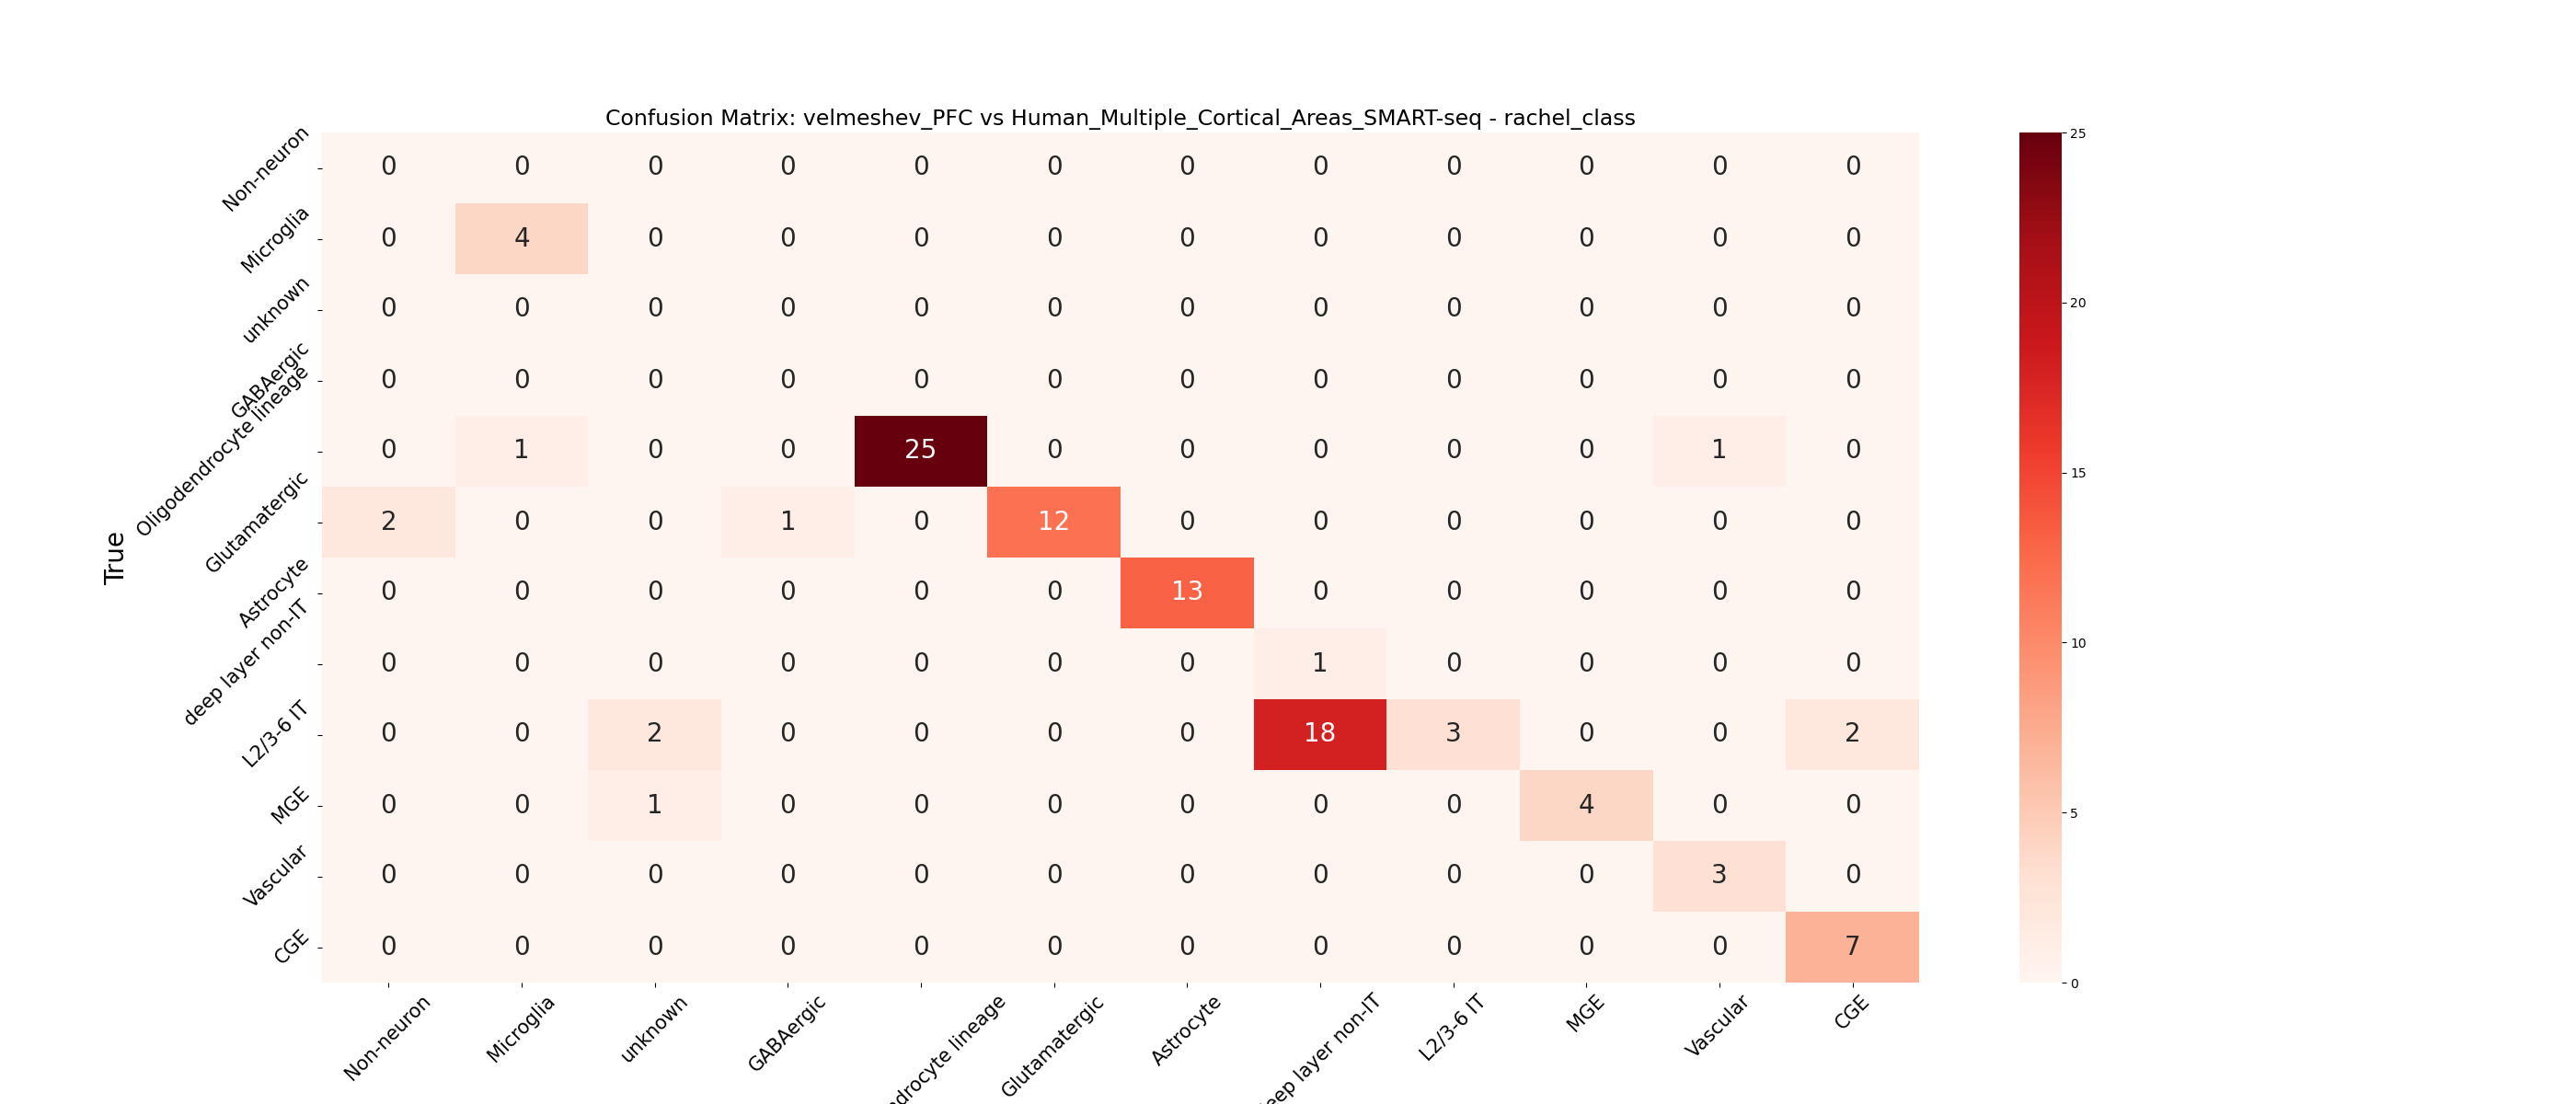 Confusion Matrix: velmeshev_PFC vs Human_Multiple_Cortical_Areas_SMART-seq - rachel_class
True
Non-neuron 0 0 0 0 0 0 0 0 0 0 0 0
Microglia 0 4 0 0 0 0 0 0 0 0 0 0
unknown 0 0 0 0 0 0 0 0 0 0 0 0
GABAergic 0 0 0 0 0 0 0 0 0 0 0 0
Oligodendrocyte lineage 0 1 0 0 25 0 0 0 0 0 1 0
Glutamatergic 2 0 0 1 0 12 0 0 0 0 0 0
Astrocyte 0 0 0 0 0 0 13 0 0 0 0 0
deep layer non-IT 0 0 0 0 0 0 0 1 0 0 0 0
L2/3-6 IT 0 0 2 0 0 0 0 18 3 0 0 2
MGE 0 0 1 0 0 0 0 0 0 4 0 0
Vascular 0 0 0 0 0 0 0 0 0 0 3 0
CGE 0 0 0 0 0 0 0 0 0 0 0 7
Non-neuron Microglia unknown GABAergic lineage Glutamatergic Astrocyte layer non-IT L2/3-6 IT MGE Vascular CGE
25
20
15
10
5
0